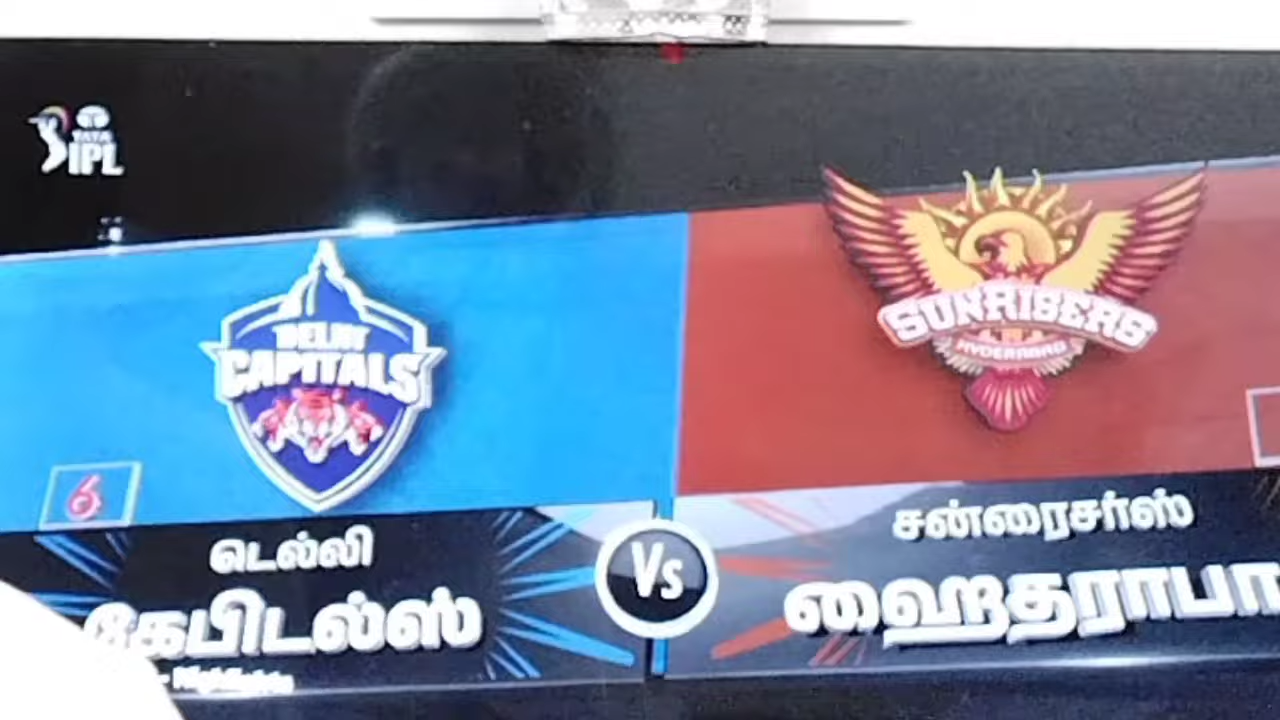 TATA
IPL
DELHI
CAPITALS
SUNRISERS
HYDERABAD
6
டெல்லி
கேபிடல்ஸ்
Vs
சன்ரைசர்ஸ்
ஹைதராபா